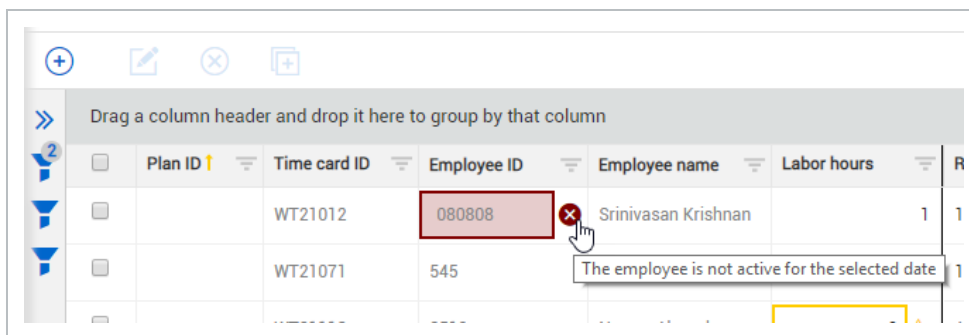 Drag a column header and drop it here to group by that column
2
Plan ID Time card ID Employee ID Employee name Labor hours R
WT21012 080808 Srinivasan Krishnan 1 1
The employee is not active for the selected date
WT21071 545 1